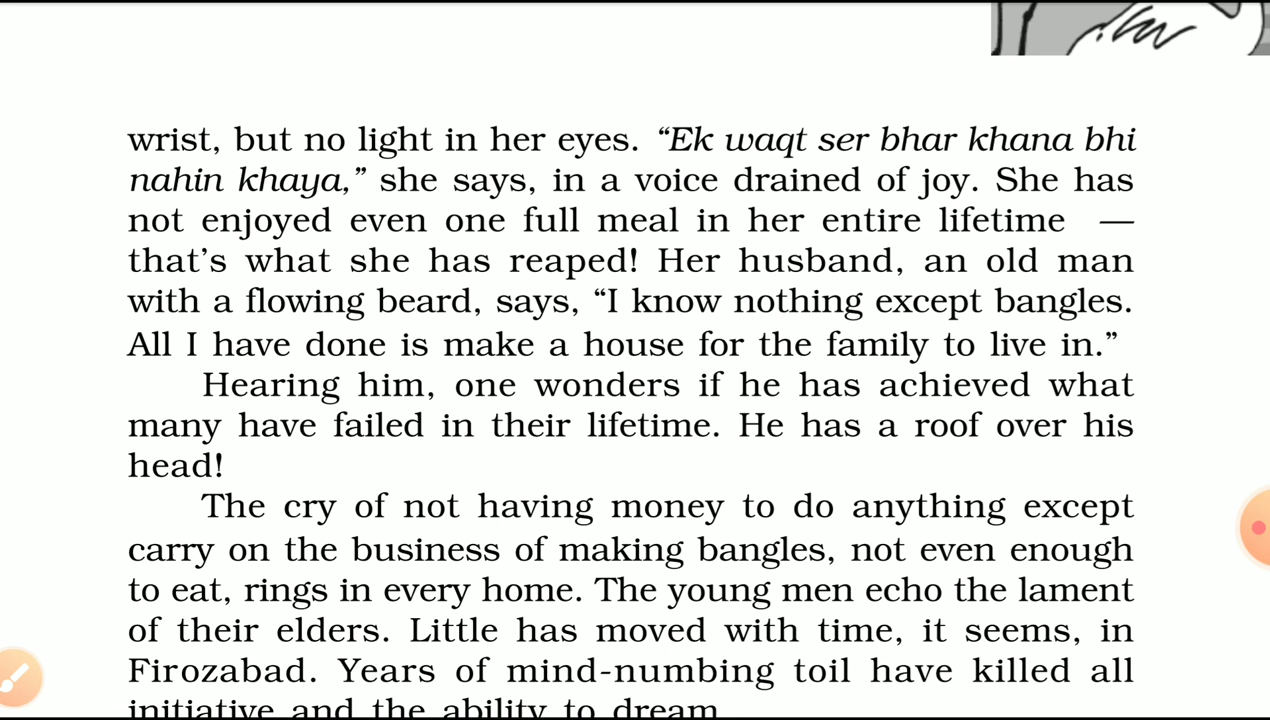 wrist, but no light in her eyes. “Ek waqt ser bhar khana bhi
nahin khaya,” she says, in a voice drained of joy. She has
not enjoyed even one full meal in her entire lifetime —
that’s what she has reaped! Her husband, an old man
with a flowing beard, says, “I know nothing except bangles.
All I have done is make a house for the family to live in.”
Hearing him, one wonders if he has achieved what
many have failed in their lifetime. He has a roof over his
head!
The cry of not having money to do anything except
carry on the business of making bangles, not even enough
to eat, rings in every home. The young men echo the lament
of their elders. Little has moved with time, it seems, in
Firozabad. Years of mind-numbing toil have killed all
initiative and the ability to dream